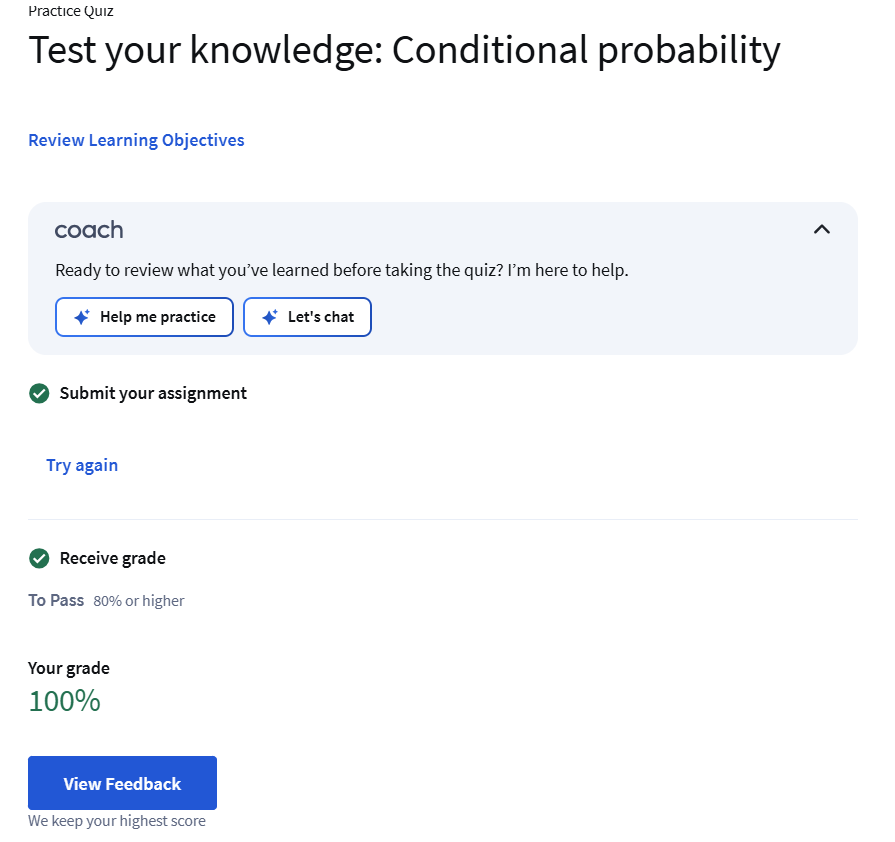 Practice Quiz
Test your knowledge: Conditional probability
Review Learning Objectives
coach
Ready to review what you’ve learned before taking the quiz? I’m here to help.
Help me practice
Let's chat
Submit your assignment
Try again
Receive grade
To Pass 80% or higher
Your grade
100%
View Feedback
We keep your highest score